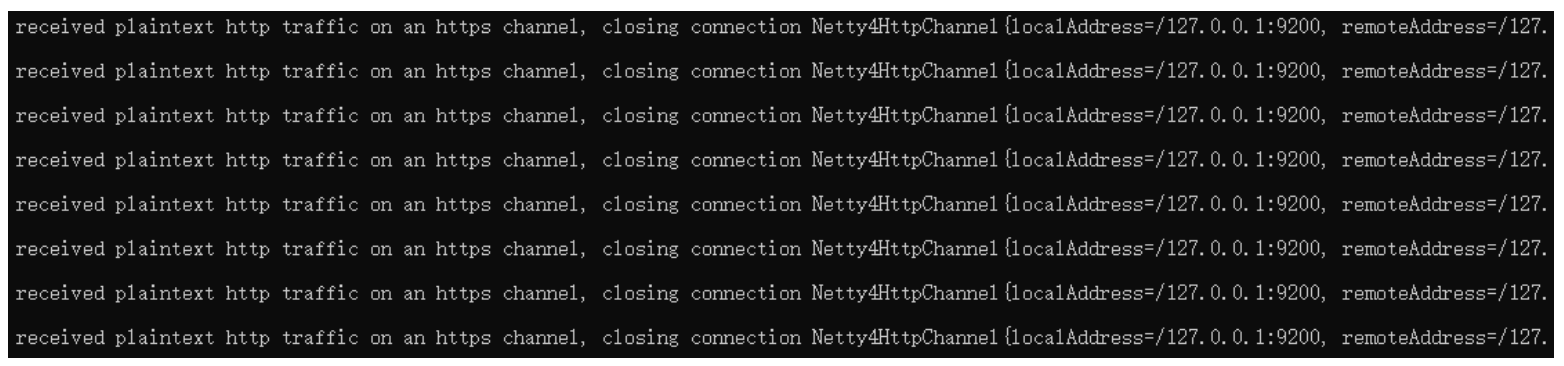 received plaintext http traffic on an https channel, closing connection Netty4HttpChannel{localAddress=/127.0.0.1:9200, remoteAddress=/127.
received plaintext http traffic on an https channel, closing connection Netty4HttpChannel{localAddress=/127.0.0.1:9200, remoteAddress=/127.
received plaintext http traffic on an https channel, closing connection Netty4HttpChannel{localAddress=/127.0.0.1:9200, remoteAddress=/127.
received plaintext http traffic on an https channel, closing connection Netty4HttpChannel{localAddress=/127.0.0.1:9200, remoteAddress=/127.
received plaintext http traffic on an https channel, closing connection Netty4HttpChannel{localAddress=/127.0.0.1:9200, remoteAddress=/127.
received plaintext http traffic on an https channel, closing connection Netty4HttpChannel{localAddress=/127.0.0.1:9200, remoteAddress=/127.
received plaintext http traffic on an https channel, closing connection Netty4HttpChannel{localAddress=/127.0.0.1:9200, remoteAddress=/127.
received plaintext http traffic on an https channel, closing connection Netty4HttpChannel{localAddress=/127.0.0.1:9200, remoteAddress=/127.